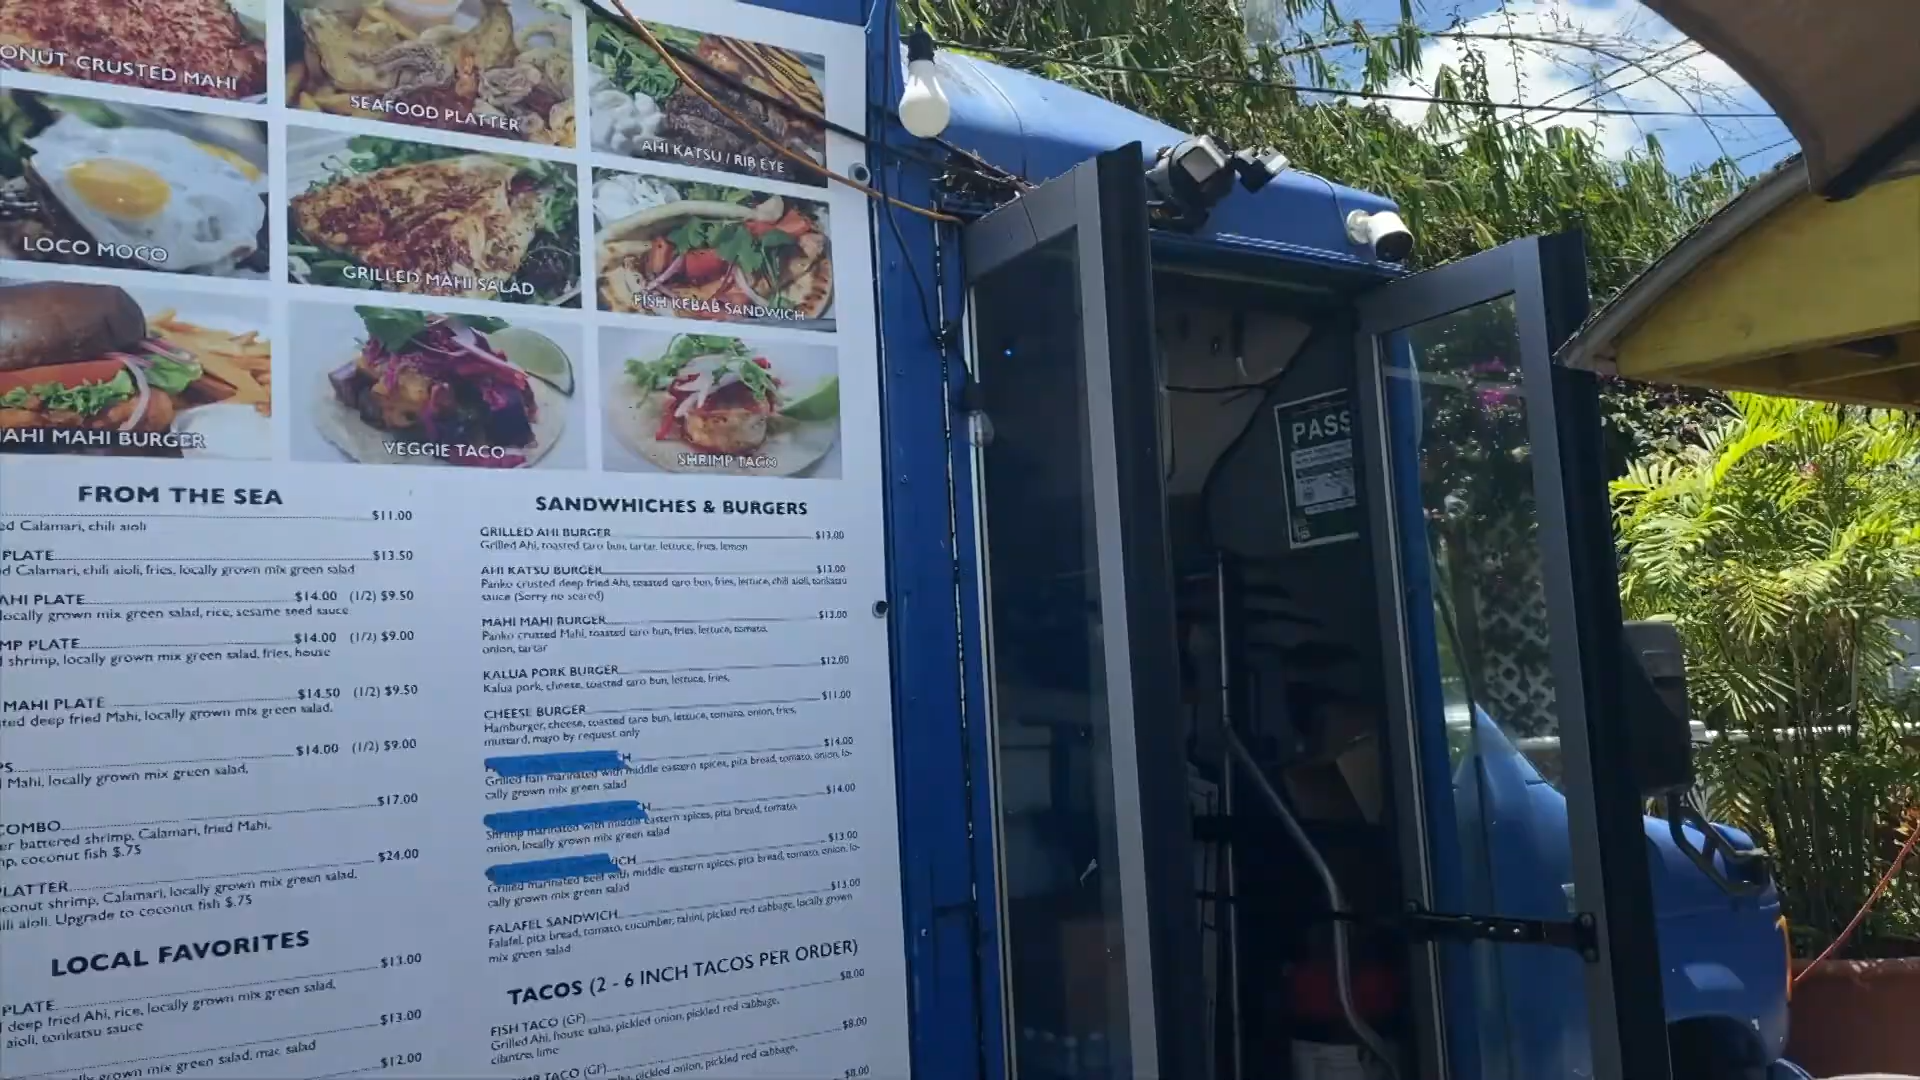 ONUT CRUSTED MAHI
SEAFOOD PLATTER
AHI KATSU / RIB EYE
LOCO MOCO
GRILLED MAHI SALAD
FISH KEBAB SANDWICH
AHI MAHI BURGER
VEGGIE TACO
SHRIMP TACO
FROM THE SEA
$11.00
ed Calamari, chili aioli
PLATE $13.50
d Calamari, chili aioli, fries, locally grown mix green salad
AHI PLATE $14.00 (1/2) $9.50
locally grown mix green salad, rice, sesame seed sauce
MP PLATE $14.00 (1/2) $9.00
shrimp, locally grown mix green salad, fries, house
MAHI PLATE $14.50 (1/2) $9.50
ted deep fried Mahi, locally grown mix green salad,
PS $14.00 (1/2) $9.00
Mahi, locally grown mix green salad,
COMBO $17.00
er battered shrimp, Calamari, fried Mahi,
mp, coconut fish $.75
LATTER $24.00
conut shrimp, Calamari, locally grown mix green salad,
ili aioli. Upgrade to coconut fish $.75
LOCAL FAVORITES
PLATE $13.00
deep fried Ahi, rice, locally grown mix green salad,
aioli, tonkatsu sauce
$13.00
lly grown mix green salad, mac salad
$12.00
SANDWHICHES & BURGERS
GRILLED AHI BURGER $13.00
Grilled Ahi, toasted taro bun, tartar, lettuce, fries, lemon
AHI KATSU BURGER $13.00
Panko crusted deep fried Ahi, toasted taro bun, fries, lettuce, chili aioli, tonkatsu
sauce (Sorry no seared)
MAHI MAHI BURGER $13.00
Panko crusted Mahi, toasted taro bun, fries, lettuce, tomato,
onion, tartar
KALUA PORK BURGER $12.00
Kalua pork, cheese, toasted taro bun, lettuce, fries,
CHEESE BURGER $11.00
Hamburger, cheese, toasted taro bun, lettuce, tomato, onion, fries,
mustard, mayo by request only
H $14.00
Grilled fish marinated with middle eastern spices, pita bread, tomato, onion, lo-
cally grown mix green salad
H $14.00
Shrimp marinated with middle eastern spices, pita bread, tomato,
onion, locally grown mix green salad
ICH $13.00
Grilled marinated beef with middle eastern spices, pita bread, tomato, onion, lo-
cally grown mix green salad
FALAFEL SANDWICH $13.00
Falafel, pita bread, tomato, cucumber, tahini, picked red cabbage, locally grown
mix green salad
TACOS (2 - 6 INCH TACOS PER ORDER)
FISH TACO (GF) $8.00
Grilled Ahi, house salsa, pickled onion, pickled red cabbage,
cilantro, lime
MP TACO (GF) $8.00
pickled onion, pickled red cabbage,
$8.00
PASS